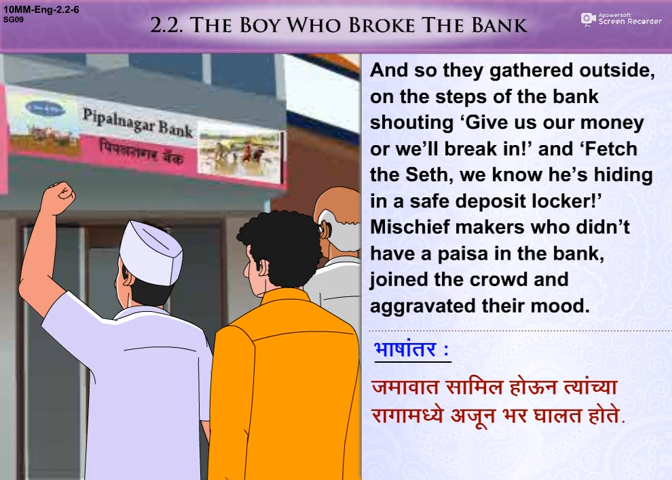 10MM-Eng-2.2-6
SG09
2.2. The Boy Who Broke The Bank
Apowersoft
Screen Recorder
Pipalnagar Bank
पिपलनगर बँक
And so they gathered outside,
on the steps of the bank
shouting ‘Give us our money
or we’ll break in!’ and ‘Fetch
the Seth, we know he’s hiding
in a safe deposit locker!’
Mischief makers who didn’t
have a paisa in the bank,
joined the crowd and
aggravated their mood.
भाषांतर :
जमावात सामिल होऊन त्यांच्या
रागामध्ये अजून भर घालत होते.